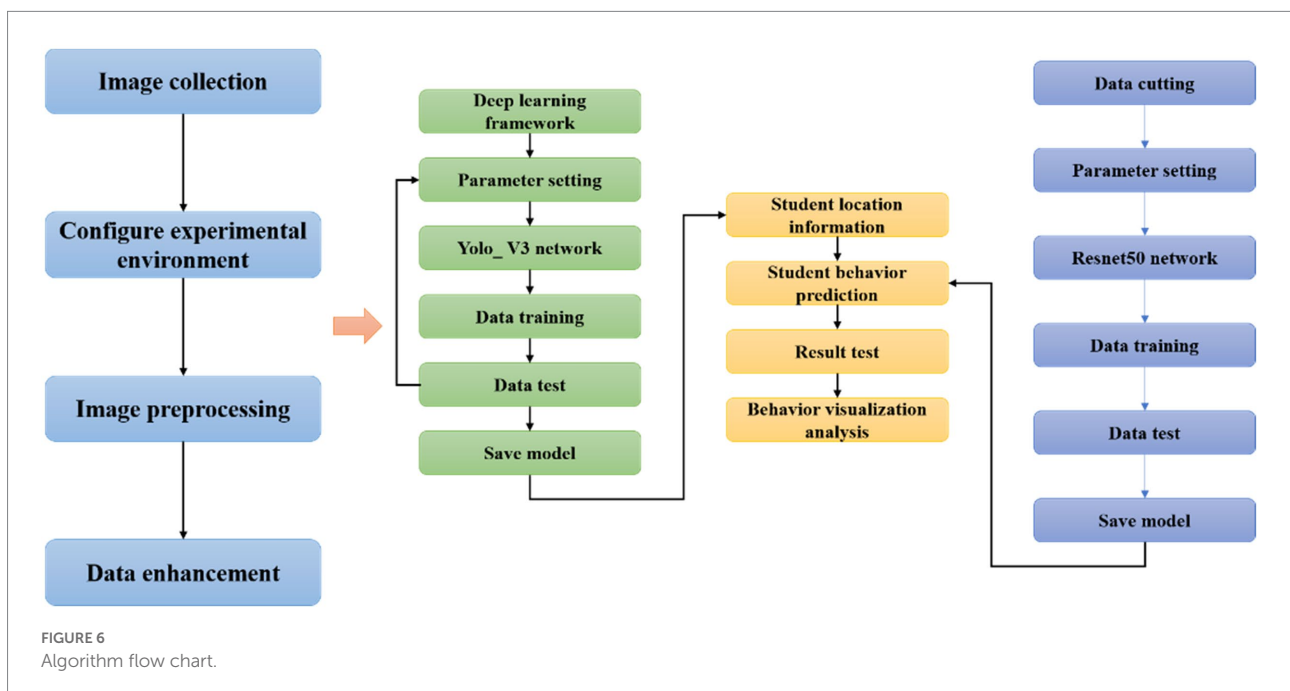 Image collection
Configure experimental
environment
Image preprocessing
Data enhancement
Deep learning
framework
Parameter setting
Yolo_ V3 network
Data training
Data test
Save model
Student location
information
Student behavior
prediction
Result test
Behavior visualization
analysis
Data cutting
Parameter setting
Resnet50 network
Data training
Data test
Save model
FIGURE 6
Algorithm flow chart.